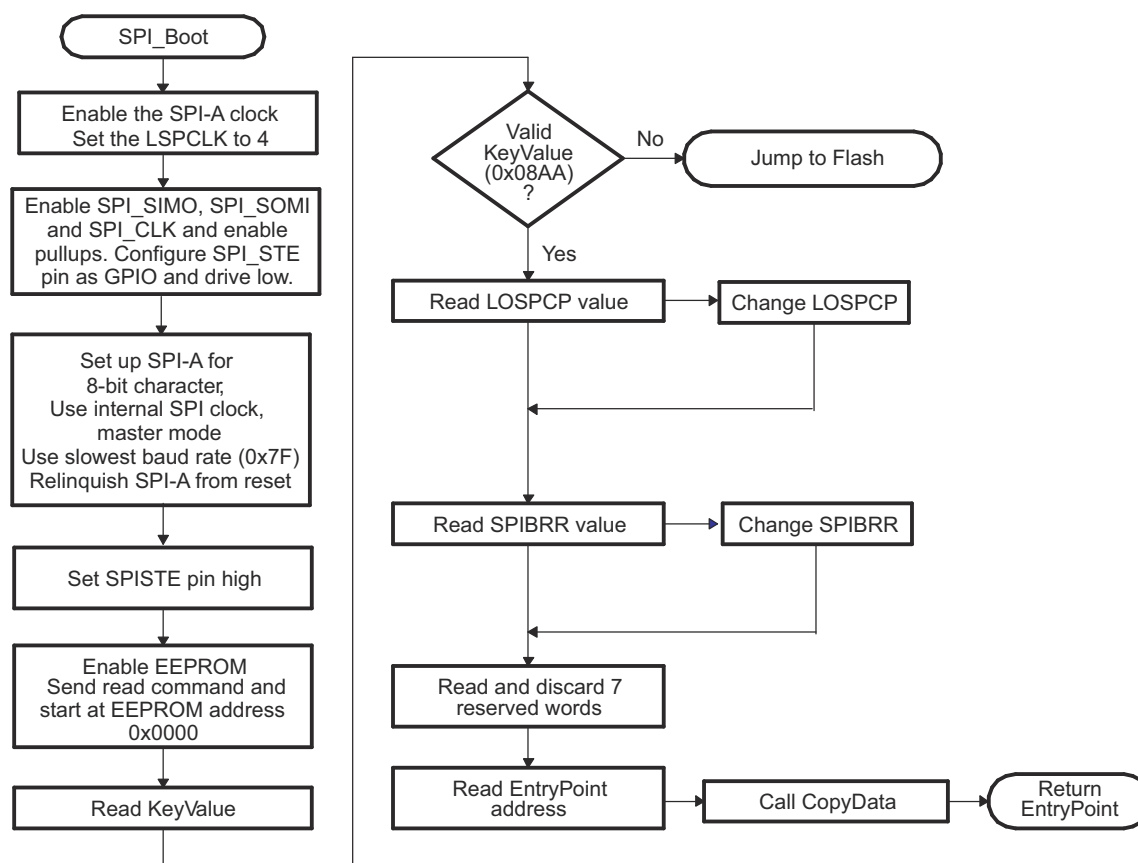 SPI_Boot
Enable the SPI-A clock
Set the LSPCLK to 4
Enable SPI_SIMO, SPI_SOMI
and SPI_CLK and enable
pullups. Configure SPI_STE
pin as GPIO and drive low.
Set up SPI-A for
8-bit character,
Use internal SPI clock,
master mode
Use slowest baud rate (0x7F)
Relinquish SPI-A from reset
Set SPISTE pin high
Enable EEPROM
Send read command and
start at EEPROM address
0x0000
Read KeyValue
Valid
KeyValue
(0x08AA)
?
No
Jump to Flash
Yes
Read LOSPCP value
Change LOSPCP
Read SPIBRR value
Change SPIBRR
Read and discard 7
reserved words
Read EntryPoint
address
Call CopyData
Return
EntryPoint